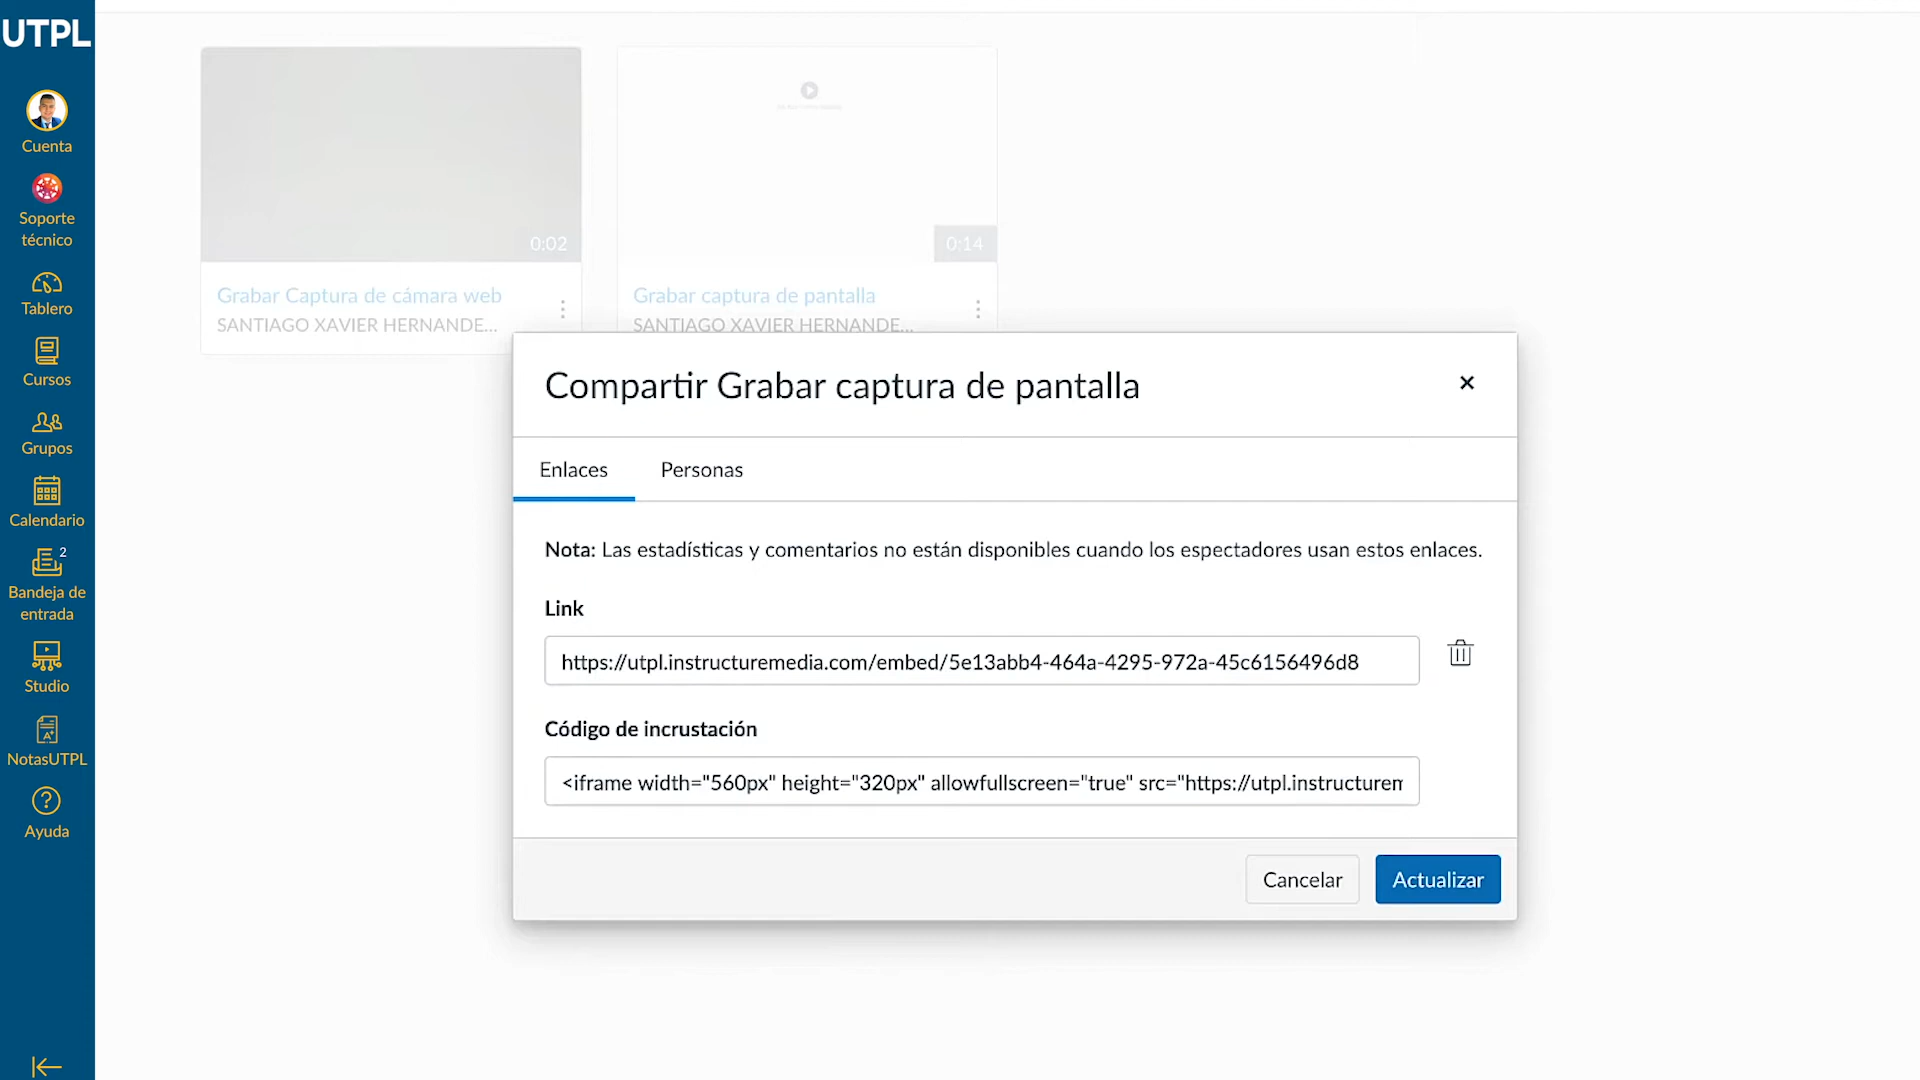 UTPL
Cuenta
Soporte
técnico
Tablero
Cursos
Grupos
Calendario
2
Bandeja de
entrada
Studio
NotasUTPL
Ayuda
0:02
Grabar Captura de cámara web
SANTIAGO XAVIER HERNANDE...
0:14
Grabar captura de pantalla
SANTIAGO XAVIER HERNANDE...
Compartir Grabar captura de pantalla
Enlaces
Personas
Nota: Las estadísticas y comentarios no están disponibles cuando los espectadores usan estos enlaces.
Link
https://utpl.instructuremedia.com/embed/5e13abb4-464a-4295-972a-45c6156496d8
Código de incrustación
<iframe width="560px" height="320px" allowfullscreen="true" src="https://utpl.instructurem
Cancelar
Actualizar